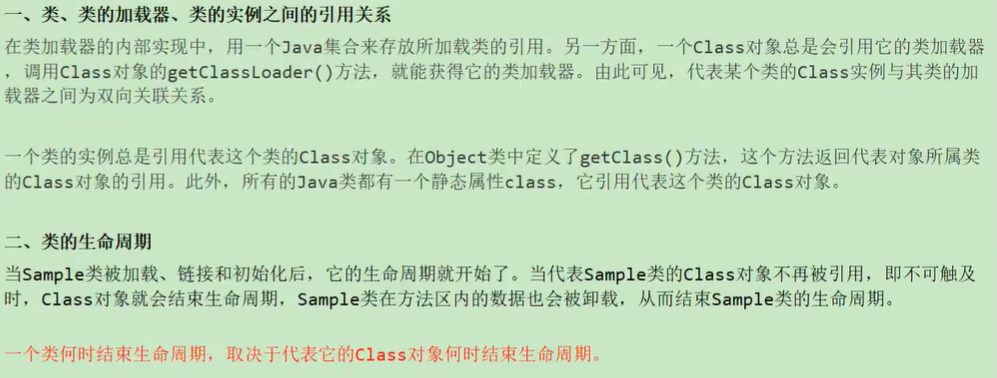 一、类、类的加载器、类的实例之间的引用关系
在类加载器的内部实现中，用一个Java集合来存放所加载类的引用。另一方面，一个Class对象总是会引用它的类加载器
，调用Class对象的getClassLoader()方法，就能获得它的类加载器。由此可见，代表某个类的Class实例与其类的加
载器之间为双向关联关系。
一个类的实例总是引用代表这个类的Class对象。在Object类中定义了getClass()方法，这个方法返回代表对象所属类
的Class对象的引用。此外，所有的Java类都有一个静态属性class，它引用代表这个类的Class对象。
二、类的生命周期
当Sample类被加载、链接和初始化后，它的生命周期就开始了。当代表Sample类的Class对象不再被引用，即不可触及
时，Class对象就会结束生命周期，Sample类在方法区内的数据也会被卸载，从而结束Sample类的生命周期。
一个类何时结束生命周期，取决于代表它的Class对象何时结束生命周期。